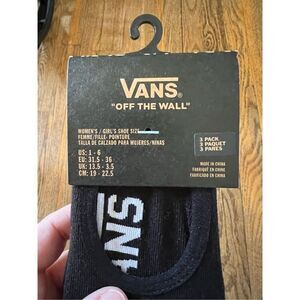 VANS®
"OFF THE WALL"
WOMEN'S / GIRL'S SHOE SIZE
FEMME/FILLE- POINTURE
TALLA DE CALZADO PARA MUJERES/NINAS
US: 1 - 6
EU: 31.5 - 36
UK: 13.5 - 3.5
CM: 19 - 22.5
3 PACK
3 PAQUET
3 PARES
MADE IN CHINA
FABRIQUÉ EN CHINE
FABRICADO EN CHINA
VANS